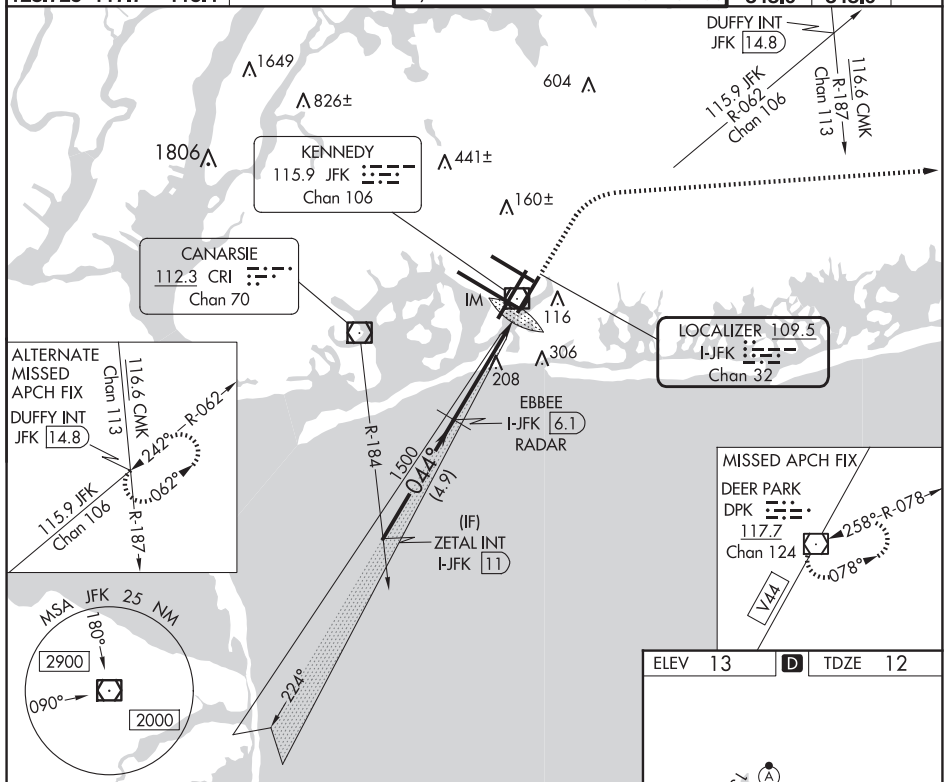 DUFFY INT
JFK 14.8
115.9 JFK
R-062
Chan 106
116.6 CMK
R-187
Chan 113
1649
826±
604
1806
441±
160±
KENNEDY
115.9 JFK
Chan 106
CANARSIE
112.3 CRI
Chan 70
IM
116
306
208
LOCALIZER 109.5
I-JFK
Chan 32
EBBEE
I-JFK 6.1
RADAR
R-184
1500
044°
(4.9)
(IF)
ZETAL INT
I-JFK 11
224°
ALTERNATE
MISSED
APCH FIX
DUFFY INT
JFK 14.8
116.6 CMK
Chan 113
242°
R-062
062°
115.9 JFK
Chan 106
R-187
MISSED APCH FIX
DEER PARK
DPK
117.7
Chan 124
258°
R-078
078°
V44
MSA JFK 25 NM
180°
2900
090°
2000
ELEV 13 D TDZE 12
A